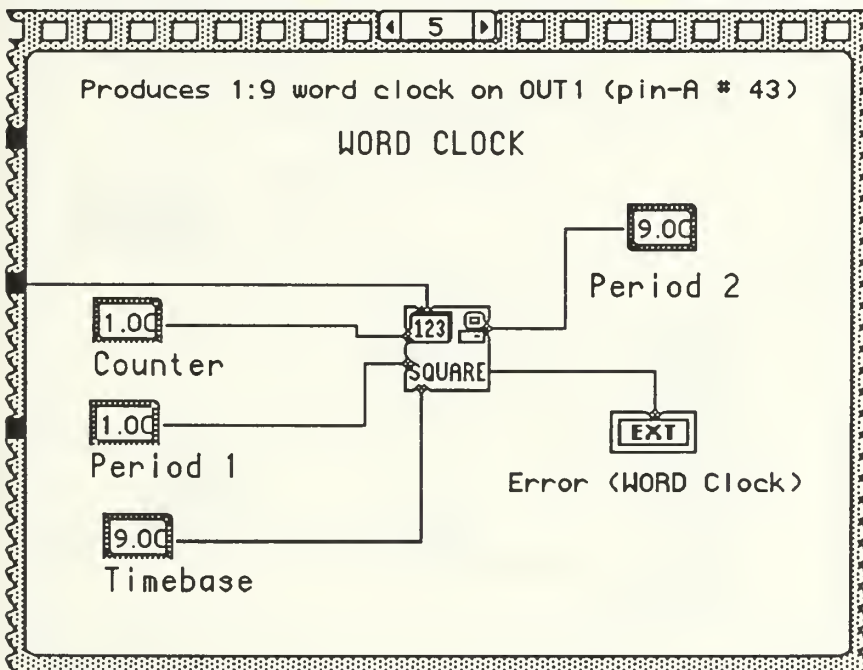 5
Produces 1:9 word clock on OUT1 (pin-A # 43)
WORD CLOCK
9.00
Period 2
1.00
Counter
123
SQUARE
1.00
Period 1
EXT
Error (WORD Clock)
9.00
Timebase